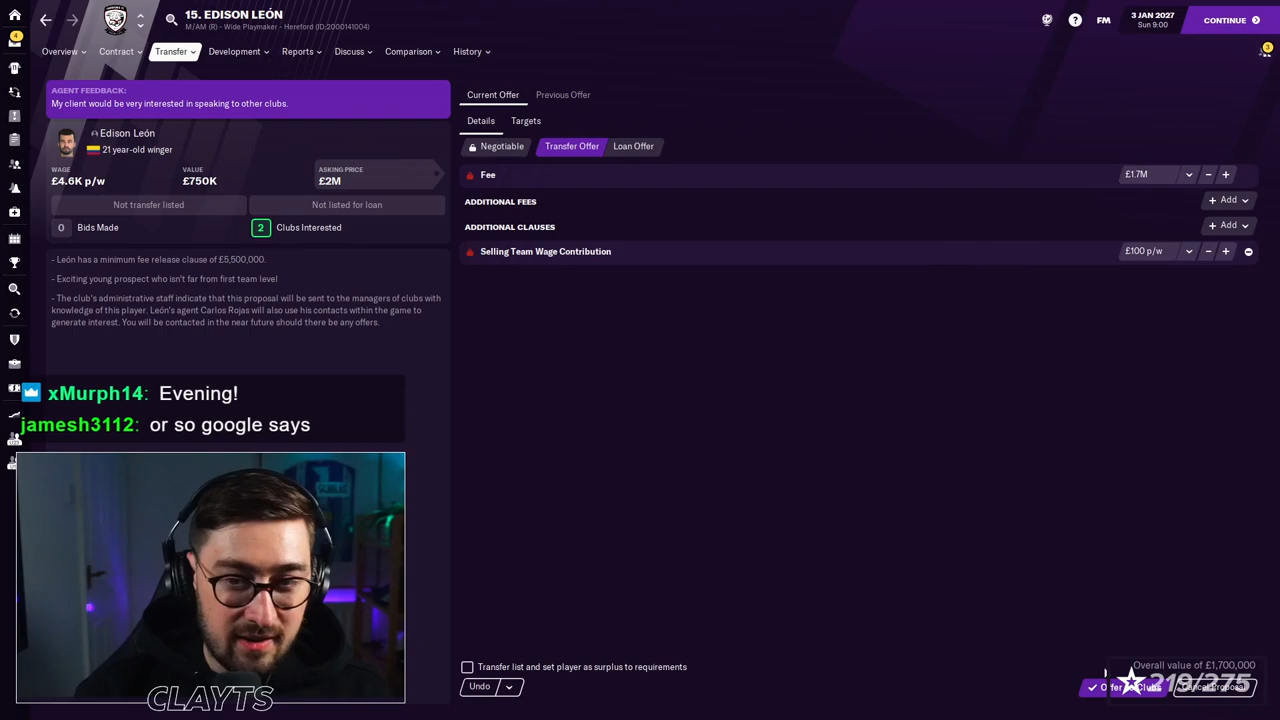 15. EDISON LEÓN
M/AM (R) - Wide Playmaker - Hereford (ID:2000141004)
FM
3 JAN 2027
Sun 9:00
CONTINUE
4
3
Overview
Contract
Transfer
Development
Reports
Discuss
Comparison
History
AGENT FEEDBACK:
My client would be very interested in speaking to other clubs.
Edison León
21 year-old winger
WAGE
£4.6K p/w
VALUE
£750K
ASKING PRICE
£2M
Not transfer listed
Not listed for loan
0 Bids Made
2 Clubs Interested
- León has a minimum fee release clause of £5,500,000.
- Exciting young prospect who isn't far from first team level
- The club's administrative staff indicate that this proposal will be sent to the managers of clubs with
knowledge of this player. León's agent Carlos Rojas will also use his contacts within the game to
generate interest. You will be contacted in the near future should there be any offers.
Current Offer
Previous Offer
Details
Targets
Negotiable
Transfer Offer
Loan Offer
Fee
£1.7M
ADDITIONAL FEES
Add
ADDITIONAL CLAUSES
Add
Selling Team Wage Contribution
£100 p/w
xMurph14: Evening!
jamesh3112: or so google says
CLAYTS
Transfer list and set player as surplus to requirements
Undo
Overall value of £1,700,000
219/275
Cancel Proposal